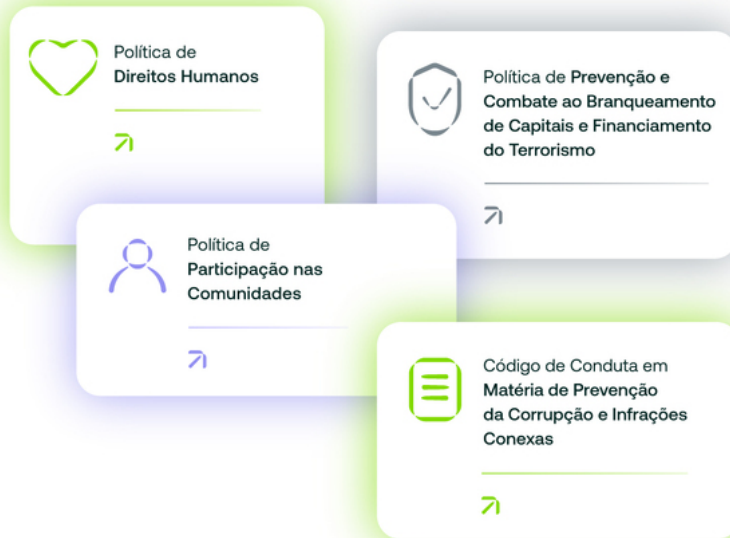 Política de
Direitos Humanos
Política de Prevenção e
Combate ao Branqueamento
de Capitais e Financiamento
do Terrorismo
Política de
Participação nas
Comunidades
Código de Conduta em
Matéria de Prevenção
da Corrupção e Infrações
Conexas